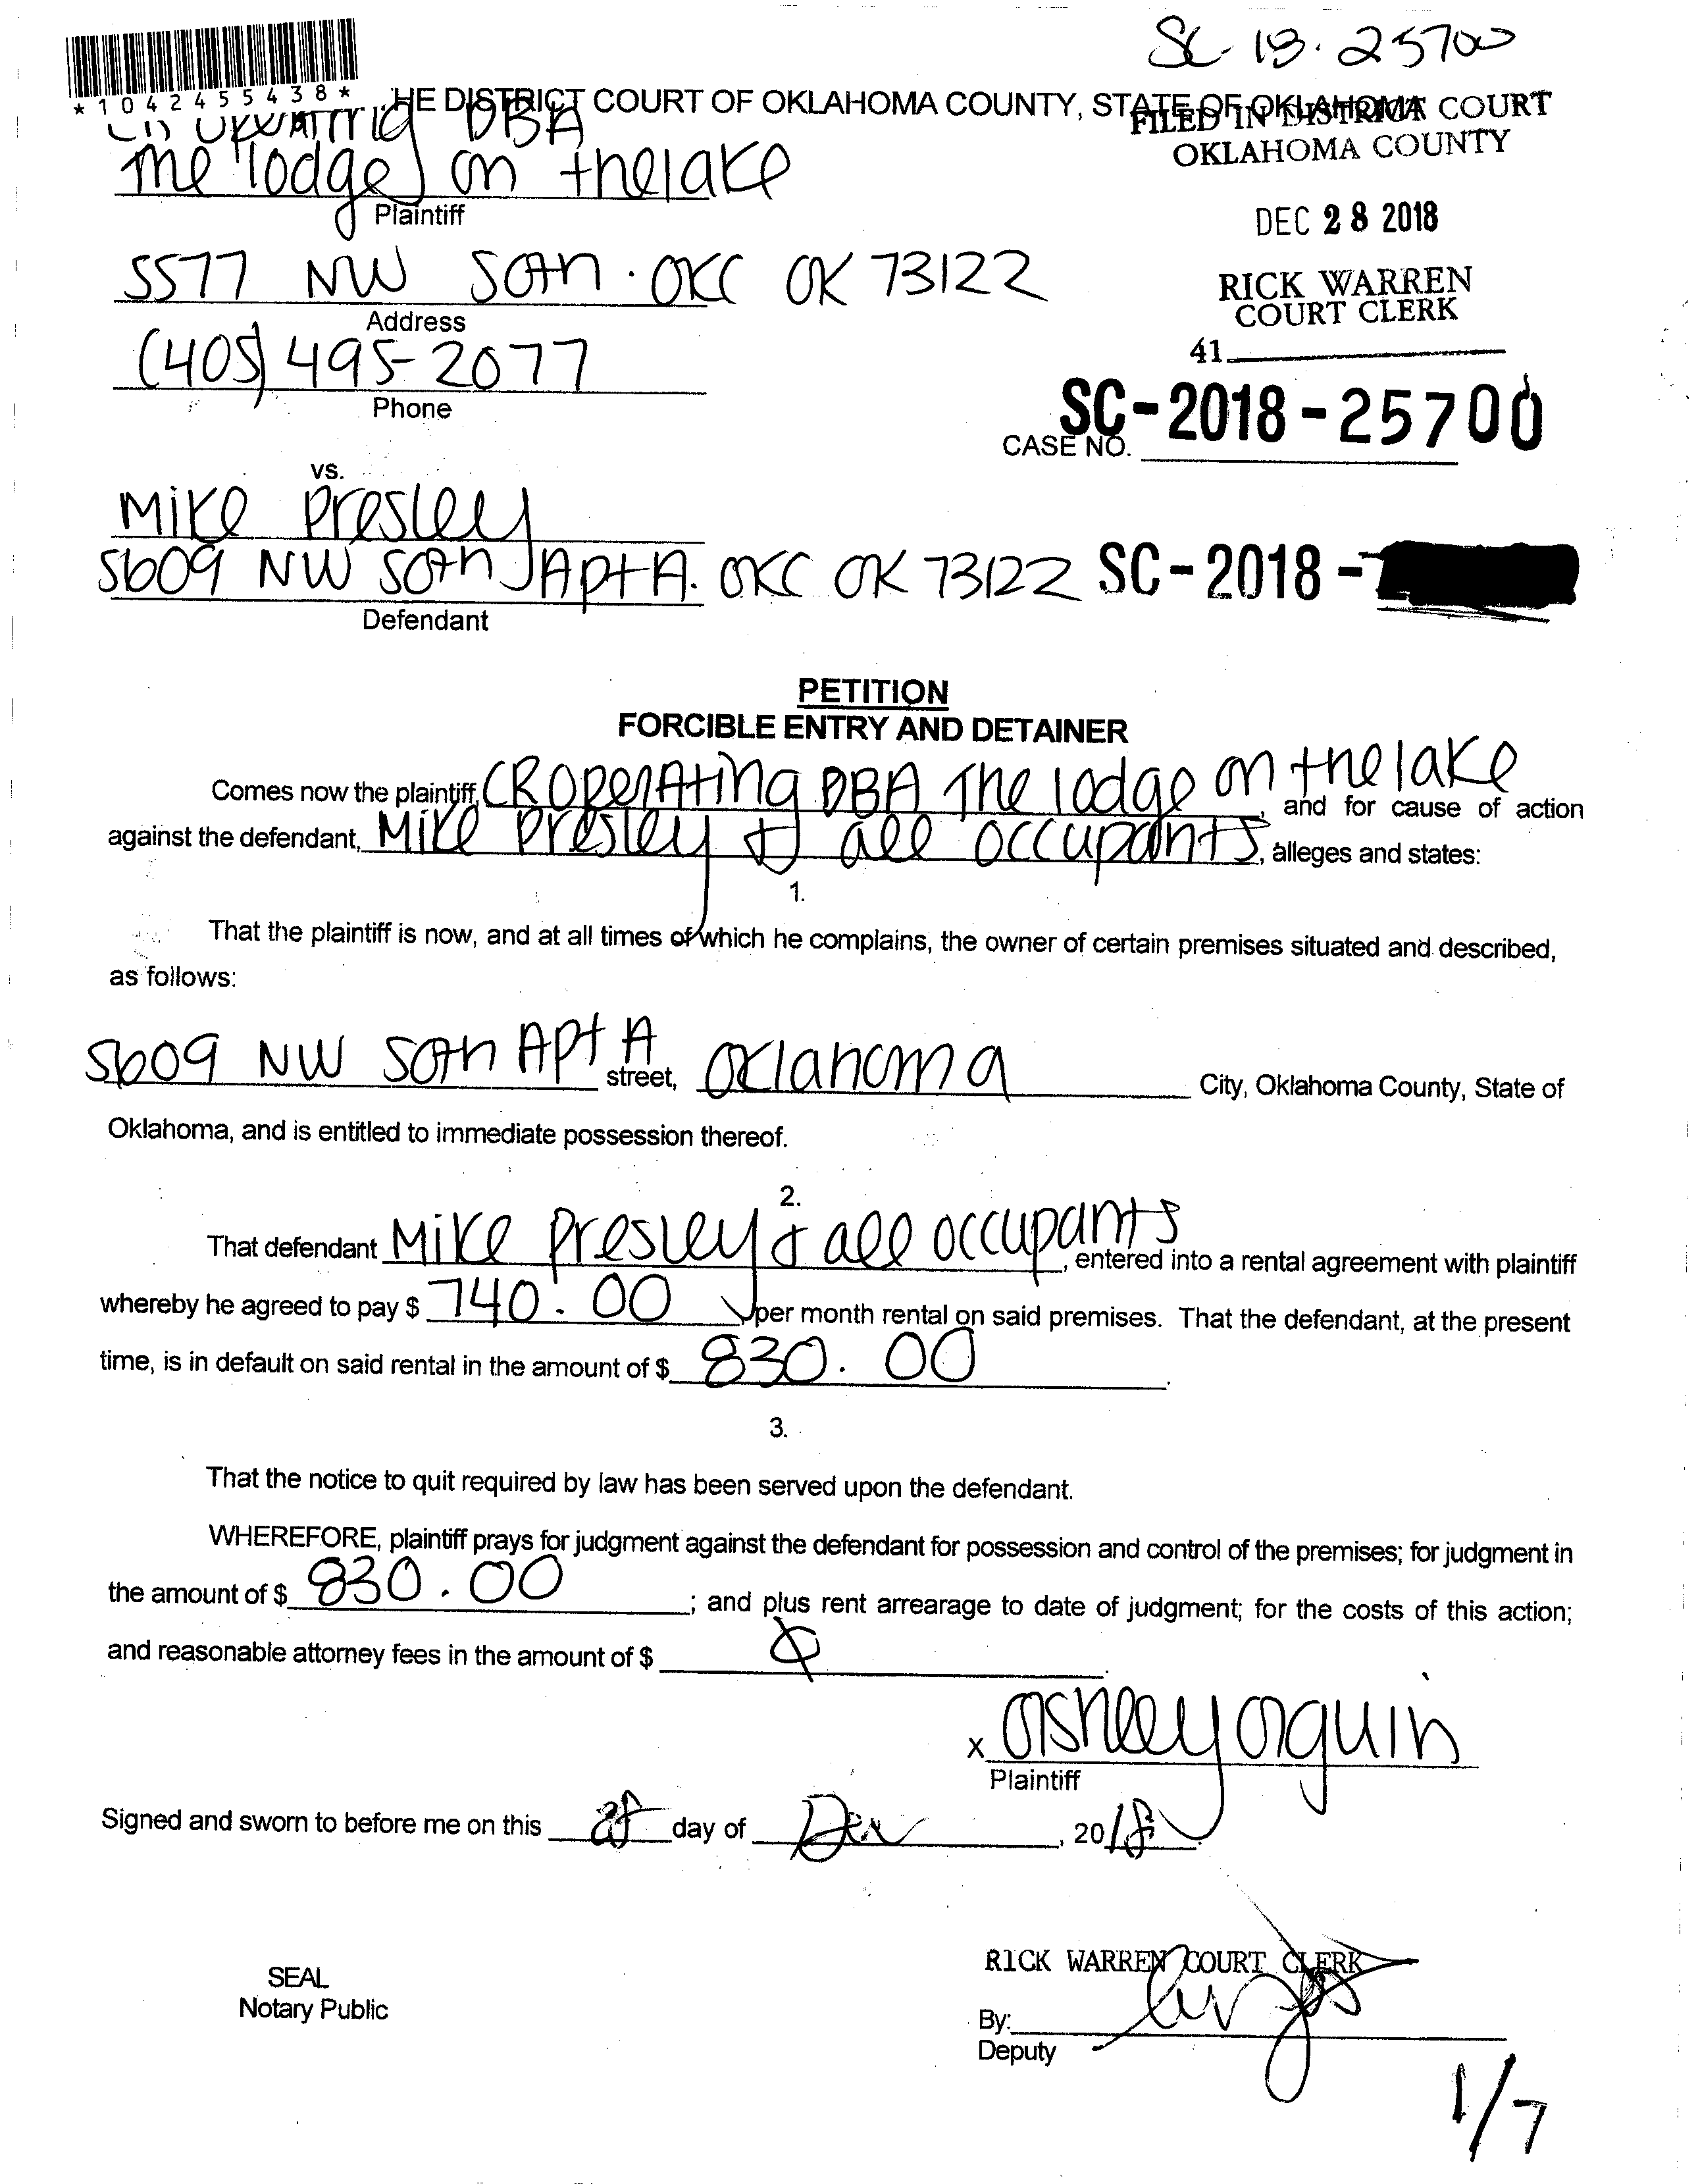 SC 18. 25700
*1042455438*
HE DISTRICT COURT OF OKLAHOMA COUNTY, STATE OF OKLAHOMA
FILED IN DISTRICT COURT
OKLAHOMA COUNTY
DBA
The lodge on the lake
Plaintiff
DEC 28 2018
5577 NW 50th. OKC OK 73122
Address
RICK WARREN
COURT CLERK
41
(405) 495-2077
Phone
SC-2018-25700
CASE NO.
vs.
Mike Presley
5609 NW 50th Apt A. OKC OK 73122 SC-2018-
Defendant
PETITION
FORCIBLE ENTRY AND DETAINER
Comes now the plaintiff, CR Operating DBA The lodge on the lake, and for cause of action
against the defendant, Mike Presley & all occupants, alleges and states:
1.
That the plaintiff is now, and at all times of which he complains, the owner of certain premises situated and described,
as follows:
5609 NW 50th Apt A street, Oklahoma City, Oklahoma County, State of
Oklahoma, and is entitled to immediate possession thereof.
2.
That defendant Mike Presley & all occupants, entered into a rental agreement with plaintiff
whereby he agreed to pay $ 740.00 per month rental on said premises. That the defendant, at the present
time, is in default on said rental in the amount of $ 830.00.
3.
That the notice to quit required by law has been served upon the defendant.
WHEREFORE, plaintiff prays for judgment against the defendant for possession and control of the premises; for judgment in
the amount of $ 830.00; and plus rent arrearage to date of judgment; for the costs of this action;
and reasonable attorney fees in the amount of $ ∅.
x Ashley Olguin
Plaintiff
Signed and sworn to before me on this 28 day of Dec, 2018.
RICK WARREN COURT CLERK
SEAL
Notary Public
By:
Deputy
1/7